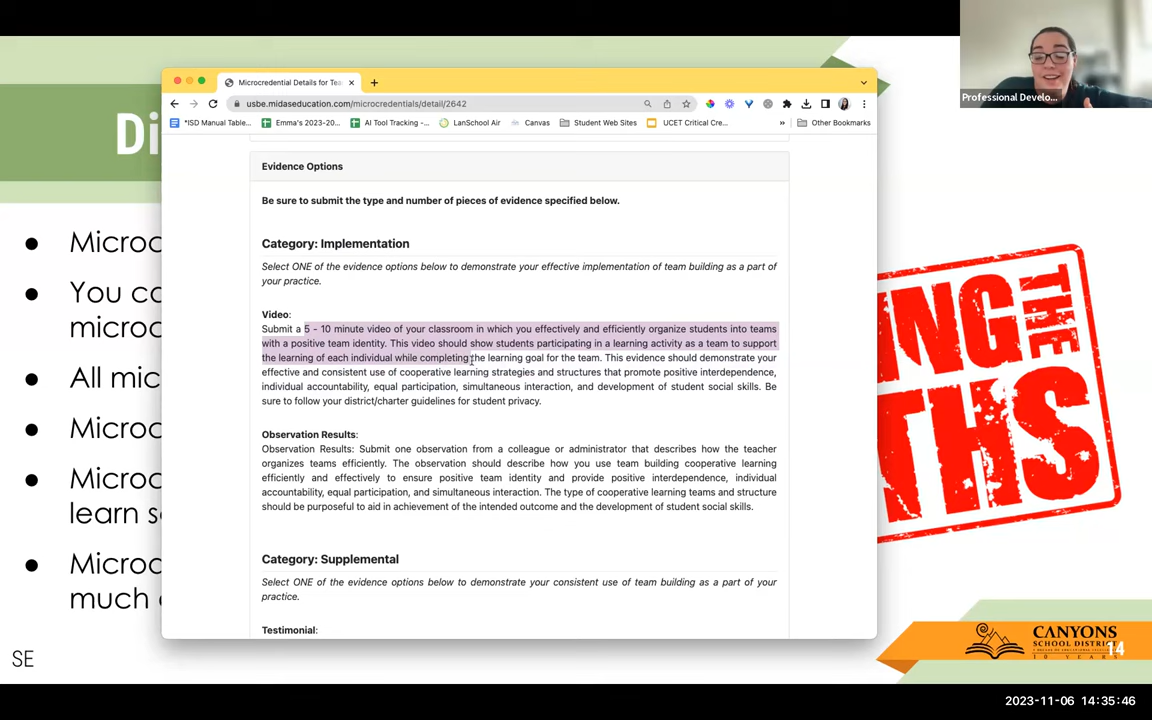 Microcredential Details for Tea
usbe.midaseducation.com/microcredentials/detail/2642
*ISD Manual Table...
Emma's 2023-20...
AI Tool Tracking -...
LanSchool Air
Canvas
Student Web Sites
UCET Critical Cre...
»
Other Bookmarks
Professional Develo...
Di
Evidence Options
Be sure to submit the type and number of pieces of evidence specified below.
Category: Implementation
Select ONE of the evidence options below to demonstrate your effective implementation of team building as a part of
your practice.
Video:
Submit a 5 - 10 minute video of your classroom in which you effectively and efficiently organize students into teams
with a positive team identity. This video should show students participating in a learning activity as a team to support
the learning of each individual while completing the learning goal for the team. This evidence should demonstrate your
effective and consistent use of cooperative learning strategies and structures that promote positive interdependence,
individual accountability, equal participation, simultaneous interaction, and development of student social skills. Be
sure to follow your district/charter guidelines for student privacy.
Observation Results:
Observation Results: Submit one observation from a colleague or administrator that describes how the teacher
organizes teams efficiently. The observation should describe how you use team building cooperative learning
efficiently and effectively to ensure positive team identity and provide positive interdependence, individual
accountability, equal participation, and simultaneous interaction. The type of cooperative learning teams and structure
should be purposeful to aid in achievement of the intended outcome and the development of student social skills.
Category: Supplemental
Select ONE of the evidence options below to demonstrate your consistent use of team building as a part of your
practice.
Testimonial:
• Microc
• You co
microc
• All mic
• Microc
• Microc
learn so
• Microc
much
ING THE
THS
CANYONS
SCHOOL DISTRICT
10 YEARS
14
SE
2023-11-06 14:35:46